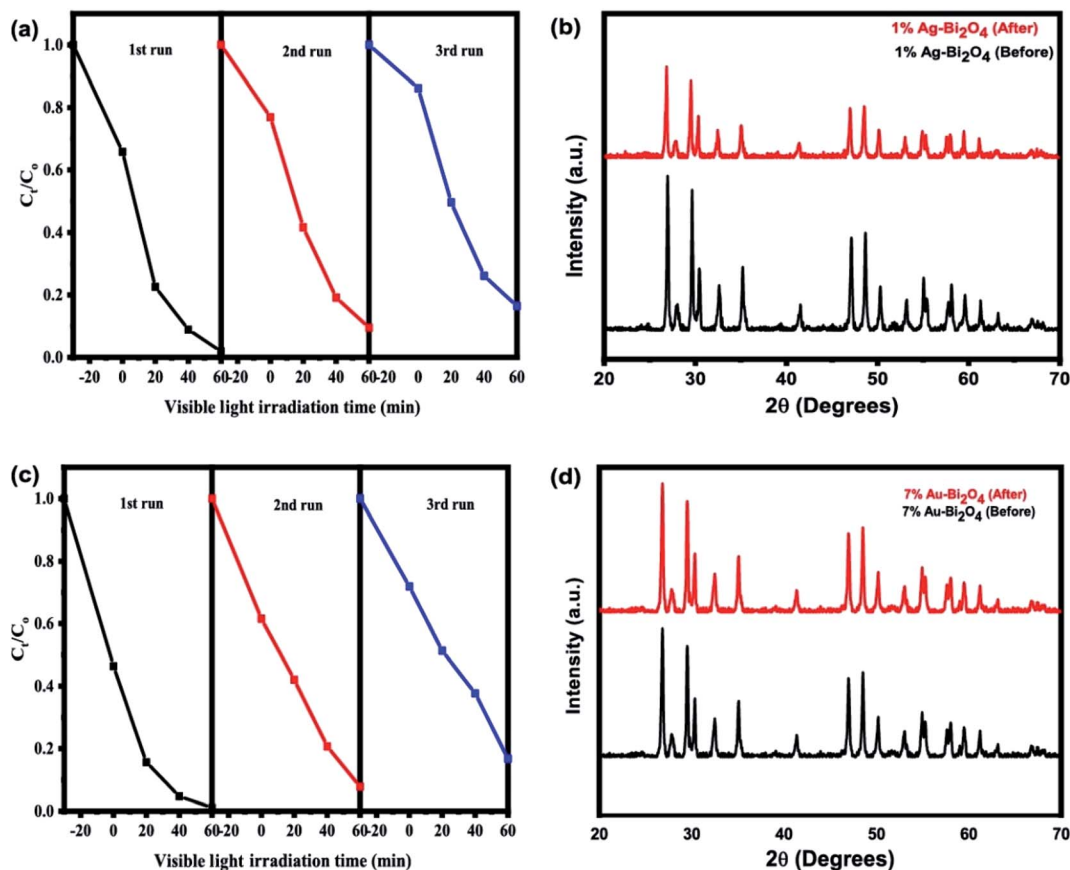 (a)
1st run
2nd run
3rd run
1.0
0.8
0.6
0.4
0.2
0.0
Cₜ/Cₒ
-20 0 20 40 60 -20 0 20 40 60 -20 0 20 40 60
Visible light irradiation time (min)
(b)
1% Ag-Bi₂O₄ (After)
1% Ag-Bi₂O₄ (Before)
Intensity (a.u.)
20 30 40 50 60 70
2θ (Degrees)
(c)
1st run
2nd run
3rd run
1.0
0.8
0.6
0.4
0.2
0.0
Cₜ/Cₒ
-20 0 20 40 60 -20 0 20 40 60 -20 0 20 40 60
Visible light irradiation time (min)
(d)
7% Au-Bi₂O₄ (After)
7% Au-Bi₂O₄ (Before)
Intensity (a.u.)
20 30 40 50 60 70
2θ (Degrees)